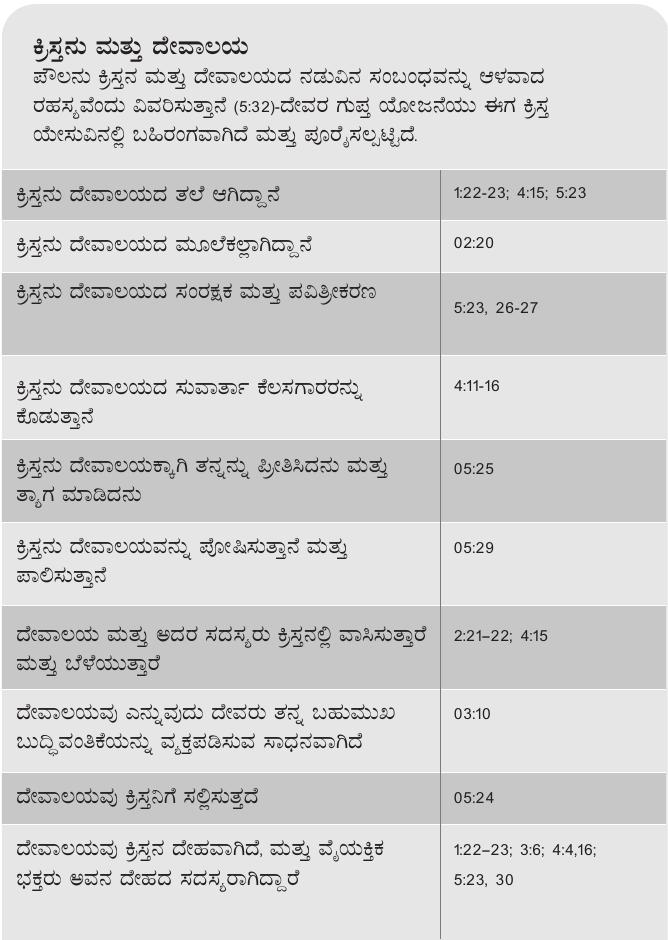 ಕ್ರಿಸ್ತನು ಮತ್ತು ದೇವಾಲಯ
ಪೌಲನು ಕ್ರಿಸ್ತನ ಮತ್ತು ದೇವಾಲಯದ ನಡುವಿನ ಸಂಬಂಧವನ್ನು ಆಳವಾದ
ರಹಸ್ಯವೆಂದು ವಿವರಿಸುತ್ತಾನೆ (5:32)-ದೇವರ ಗುಪ್ತ ಯೋಜನೆಯು ಈಗ ಕ್ರಿಸ್ತ
ಯೇಸುವಿನಲ್ಲಿ ಬಹಿರಂಗವಾಗಿದೆ ಮತ್ತು ಪೂರೈಸಲ್ಪಟ್ಟಿದೆ.
ಕ್ರಿಸ್ತನು ದೇವಾಲಯದ ತಲೆ ಆಗಿದ್ದಾನೆ 1:22-23; 4:15; 5:23
ಕ್ರಿಸ್ತನು ದೇವಾಲಯದ ಮೂಲೆಕಲ್ಲಾಗಿದ್ದಾನೆ 02:20
ಕ್ರಿಸ್ತನು ದೇವಾಲಯದ ಸಂರಕ್ಷಕ ಮತ್ತು ಪವಿತ್ರೀಕರಣ
5:23, 26-27
ಕ್ರಿಸ್ತನು ದೇವಾಲಯದ ಸುವಾರ್ತಾ ಕೆಲಸಗಾರರನ್ನು 4:11-16
ಕೊಡುತ್ತಾನೆ
ಕ್ರಿಸ್ತನು ದೇವಾಲಯಕ್ಕಾಗಿ ತನ್ನನ್ನು ಪ್ರೀತಿಸಿದನು ಮತ್ತು 05:25
ತ್ಯಾಗ ಮಾಡಿದನು
ಕ್ರಿಸ್ತನು ದೇವಾಲಯವನ್ನು ಪೋಷಿಸುತ್ತಾನೆ ಮತ್ತು 05:29
ಪಾಲಿಸುತ್ತಾನೆ
ದೇವಾಲಯ ಮತ್ತು ಅದರ ಸದಸ್ಯರು ಕ್ರಿಸ್ತನಲ್ಲಿ ವಾಸಿಸುತ್ತಾರೆ 2:21–22; 4:15
ಮತ್ತು ಬೆಳೆಯುತ್ತಾರೆ
ದೇವಾಲಯವು ಎನ್ನುವುದು ದೇವರು ತನ್ನ ಬಹುಮುಖ 03:10
ಬುದ್ಧಿವಂತಿಕೆಯನ್ನು ವ್ಯಕ್ತಪಡಿಸುವ ಸಾಧನವಾಗಿದೆ
ದೇವಾಲಯವು ಕ್ರಿಸ್ತನಿಗೆ ಸಲ್ಲಿಸುತ್ತದೆ 05:24
ದೇವಾಲಯವು ಕ್ರಿಸ್ತನ ದೇಹವಾಗಿದೆ, ಮತ್ತು ವೈಯಕ್ತಿಕ 1:22–23; 3:6; 4:4,16;
ಭಕ್ತರು ಅವನ ದೇಹದ ಸದಸ್ಯರಾಗಿದ್ದಾರೆ 5:23, 30